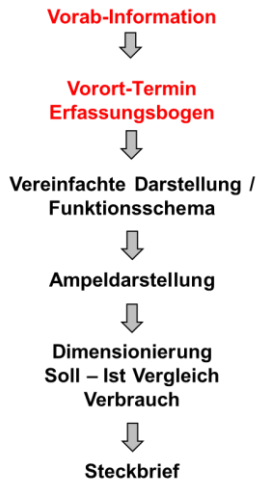 Vorab-Information
Vorort-Termin
Erfassungsbogen
Vereinfachte Darstellung /
Funktionsschema
Ampeldarstellung
Dimensionierung
Soll – Ist Vergleich
Verbrauch
Steckbrief